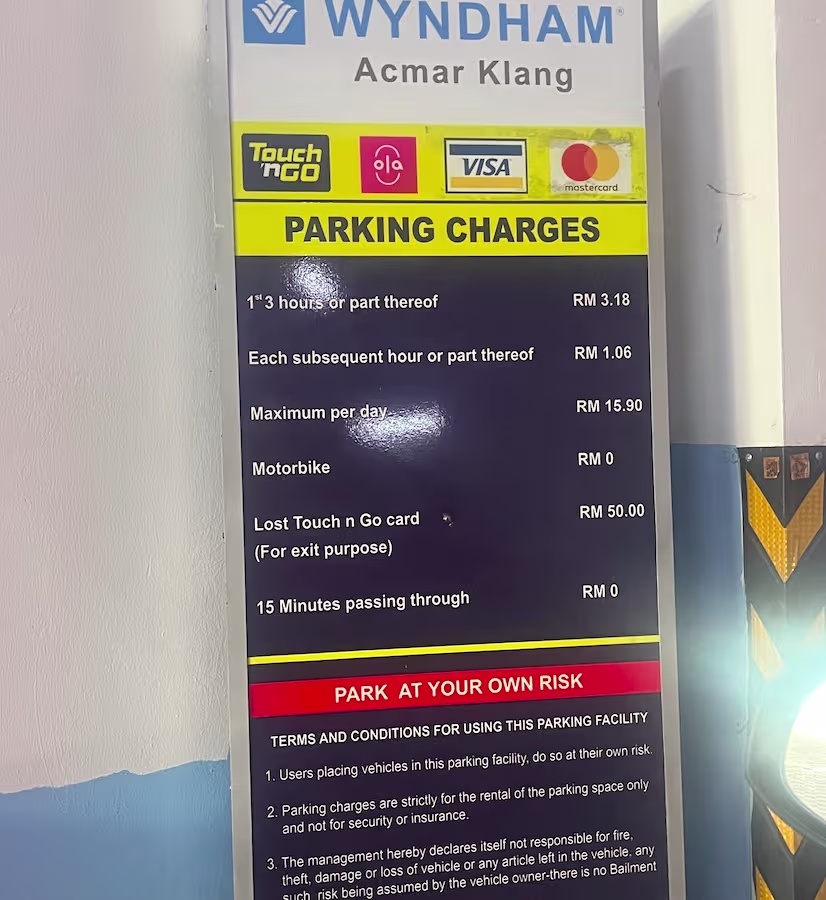 WYNDHAM®
Acmar Klang
Touch 'nGO ola VISA mastercard
PARKING CHARGES
1st 3 hours or part thereof RM 3.18
Each subsequent hour or part thereof RM 1.06
Maximum per day RM 15.90
Motorbike RM 0
Lost Touch n Go card RM 50.00
(For exit purpose)
15 Minutes passing through RM 0
PARK AT YOUR OWN RISK
TERMS AND CONDITIONS FOR USING THIS PARKING FACILITY
1. Users placing vehicles in this parking facility, do so at their own risk.
2. Parking charges are strictly for the rental of the parking space only
and not for security or insurance.
3. The management hereby declares itself not responsible for fire,
theft, damage or loss of vehicle or any article left in the vehicle, any
such, risk being assumed by the vehicle owner-there is no Bailment